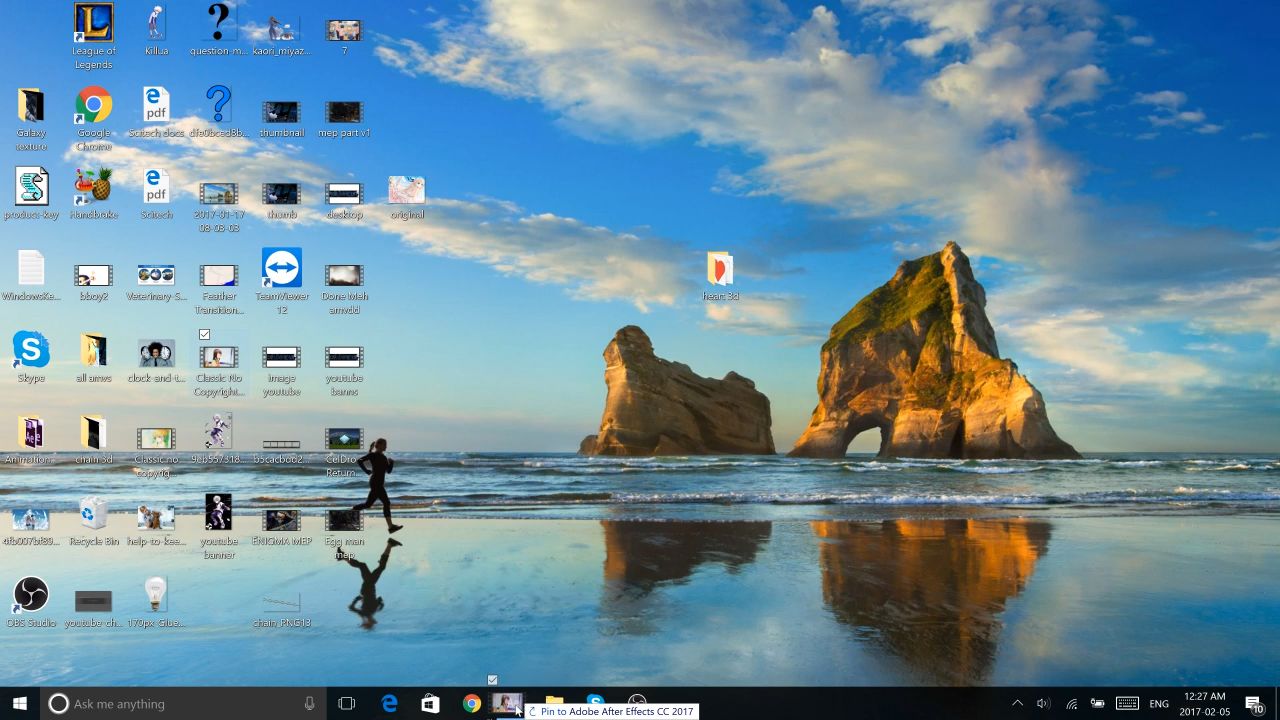 League of
Legends
Killua
question-m...
kaori_miyaz...
7
Galaxy
texture
Google
Chrome
Scitech docs
dfe0bced8b...
thumbnail
mep part v1
product-key
Handbrake
Scitech
2017-01-17
08-03-03
thumb
desktop
original
WindowsKe...
bboy2
Veterinary-S...
Feather
Transition...
TeamViewer
12
Done Meh
amvdd
heart 3d
Skype
all amvs
clock-and-t...
Classic No
Copyright...
image
youtube
youtube
banns
Animation...
chain 3d
Classic no
copyrig...
9eb557318...
b5cacbod2...
CelDro
Return...
4fb007bf89...
Recycle Bin
help-to-kee...
youtube
banner
ENIGMA MEP
Egg man
mep
OBS Studio
youtube-ch...
170px-Glue...
chain_PNG13
Ask me anything
Pin to Adobe After Effects CC 2017
ENG
12:27 AM
2017-02-05
10